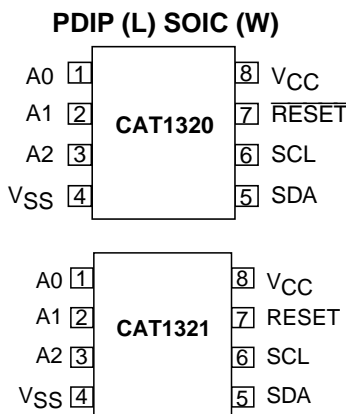 PDIP (L) SOIC (W)
A0 1 8 VCC
A1 2 CAT1320 7 R̅E̅S̅E̅T̅
A2 3 6 SCL
VSS 4 5 SDA
A0 1 8 VCC
A1 2 CAT1321 7 RESET
A2 3 6 SCL
VSS 4 5 SDA